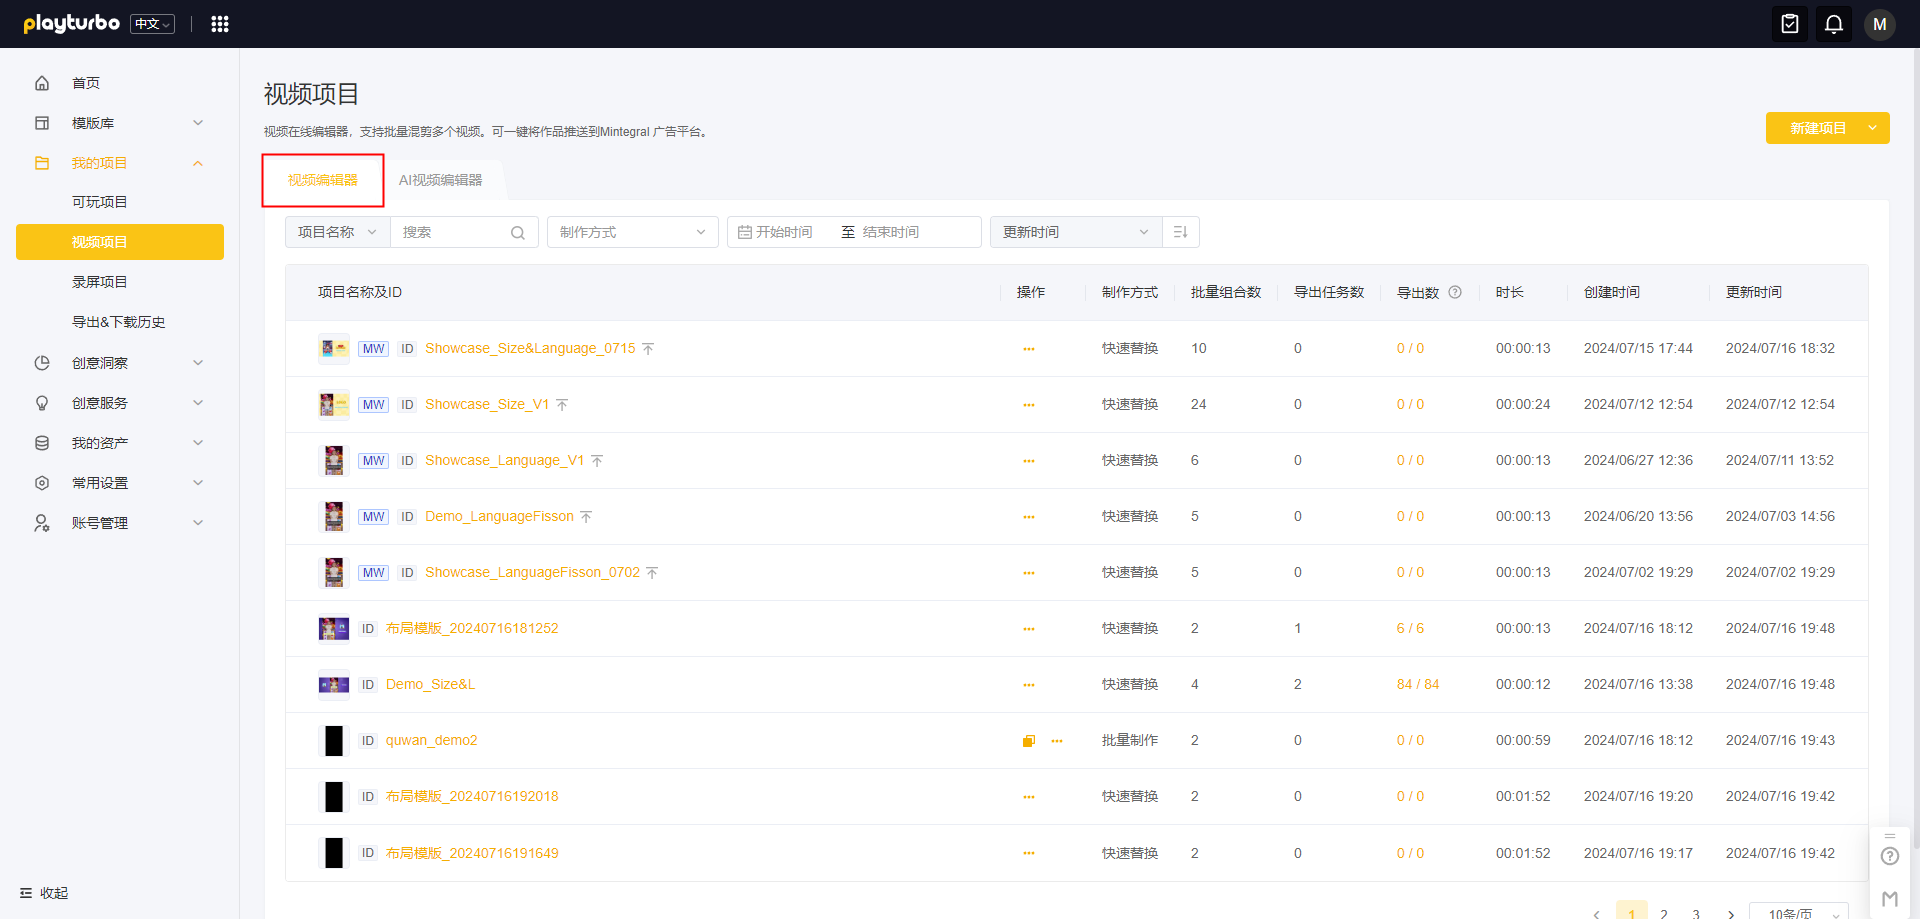 playturbo 中文
M
首页
模版库
我的项目
可玩项目
视频项目
录屏项目
导出&下载历史
创意洞察
创意服务
我的资产
常用设置
账号管理
收起
视频项目
视频在线编辑器，支持批量混剪多个视频。可一键将作品推送到Mintegral 广告平台。
新建项目
视频编辑器 AI视频编辑器
项目名称 搜索 制作方式 开始时间 至 结束时间 更新时间
项目名称及ID 操作 制作方式 批量组合数 导出任务数 导出数 时长 创建时间 更新时间
MW ID Showcase_Size&Language_0715 快速替换 10 0 0 / 0 00:00:13 2024/07/15 17:44 2024/07/16 18:32
MW ID Showcase_Size_V1 快速替换 24 0 0 / 0 00:00:24 2024/07/12 12:54 2024/07/12 12:54
MW ID Showcase_Language_V1 快速替换 6 0 0 / 0 00:00:13 2024/06/27 12:36 2024/07/11 13:52
MW ID Demo_LanguageFisson 快速替换 5 0 0 / 0 00:00:13 2024/06/20 13:56 2024/07/03 14:56
MW ID Showcase_LanguageFisson_0702 快速替换 5 0 0 / 0 00:00:13 2024/07/02 19:29 2024/07/02 19:29
ID 布局模版_20240716181252 快速替换 2 1 6 / 6 00:00:13 2024/07/16 18:12 2024/07/16 19:48
ID Demo_Size&L 快速替换 4 2 84 / 84 00:00:12 2024/07/16 13:38 2024/07/16 19:48
ID quwan_demo2 批量制作 2 0 0 / 0 00:00:59 2024/07/16 18:12 2024/07/16 19:43
ID 布局模版_20240716192018 快速替换 2 0 0 / 0 00:01:52 2024/07/16 19:20 2024/07/16 19:42
ID 布局模版_20240716191649 快速替换 2 0 0 / 0 00:01:52 2024/07/16 19:17 2024/07/16 19:42
1 2 3 10条/页